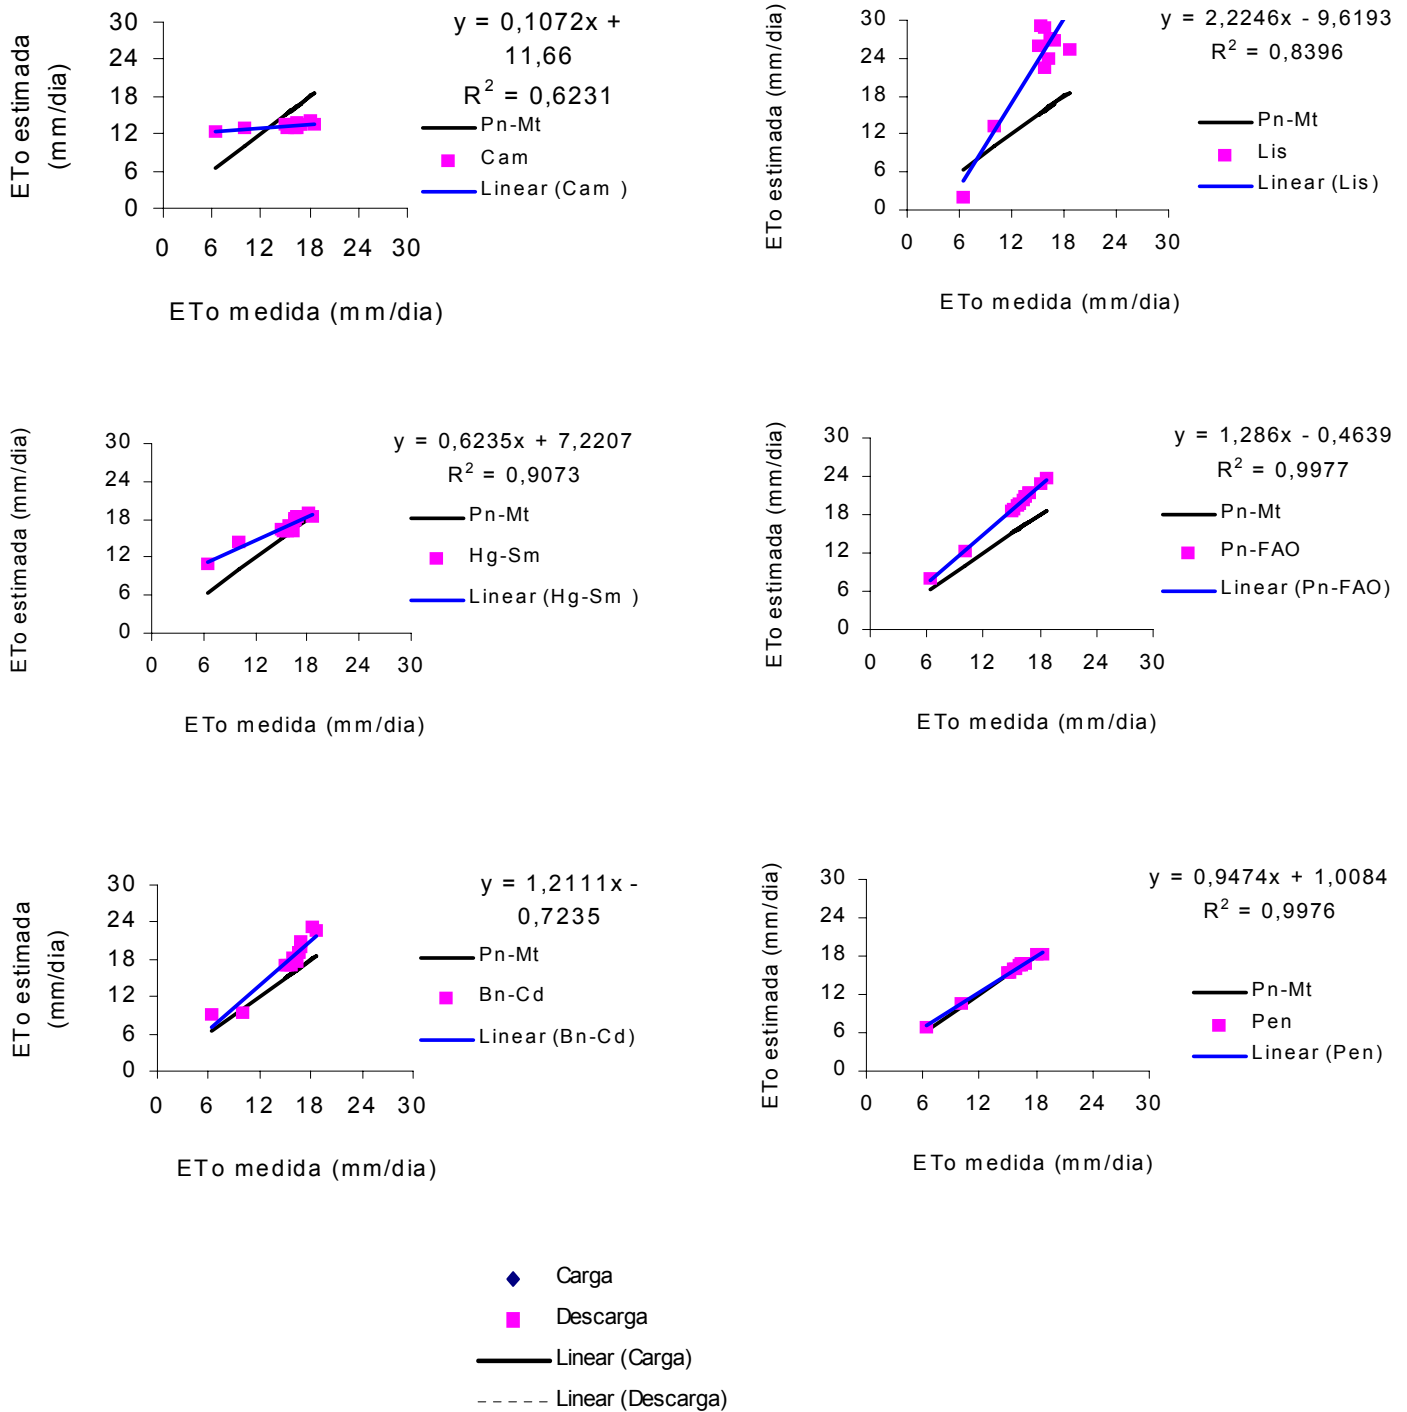 y = 0,1072x +
11,66
R² = 0,6231
ETo estimada
(mm/dia)
30
24
18
12
6
0
0 6 12 18 24 30
ETo medida (mm/dia)
Pn-Mt
Cam
Linear (Cam )
y = 2,2246x - 9,6193
R² = 0,8396
ETo estimada (mm/dia)
30
24
18
12
6
0
0 6 12 18 24 30
ETo medida (mm/dia)
Pn-Mt
Lis
Linear (Lis)
y = 0,6235x + 7,2207
R² = 0,9073
ETo estimada (mm/dia)
30
24
18
12
6
0
0 6 12 18 24 30
ETo medida (mm/dia)
Pn-Mt
Hg-Sm
Linear (Hg-Sm )
y = 1,286x - 0,4639
R² = 0,9977
ETo estimada (mm/dia)
30
24
18
12
6
0
0 6 12 18 24 30
ETo medida (mm/dia)
Pn-Mt
Pn-FAO
Linear (Pn-FAO)
y = 1,2111x -
0,7235
ETo estimada
(mm/dia)
30
24
18
12
6
0
0 6 12 18 24 30
ETo medida (mm/dia)
Pn-Mt
Bn-Cd
Linear (Bn-Cd)
y = 0,9474x + 1,0084
R² = 0,9976
ETo estimada (mm/dia)
30
24
18
12
6
0
0 6 12 18 24 30
ETo medida (mm/dia)
Pn-Mt
Pen
Linear (Pen)
Carga
Descarga
Linear (Carga)
Linear (Descarga)